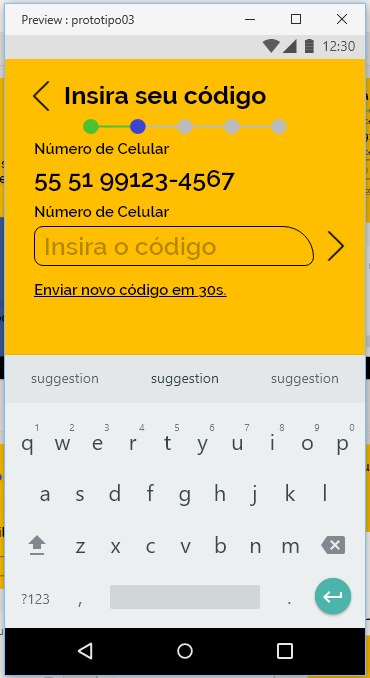 Preview : prototipo03
12:30
Insira seu código
Número de Celular
55 51 99123-4567
Número de Celular
Insira o código
Enviar novo código em 30s.
suggestion suggestion suggestion
1 2 3 4 5 6 7 8 9 0
q w e r t y u i o p
a s d f g h j k l
z x c v b n m
?123 , .